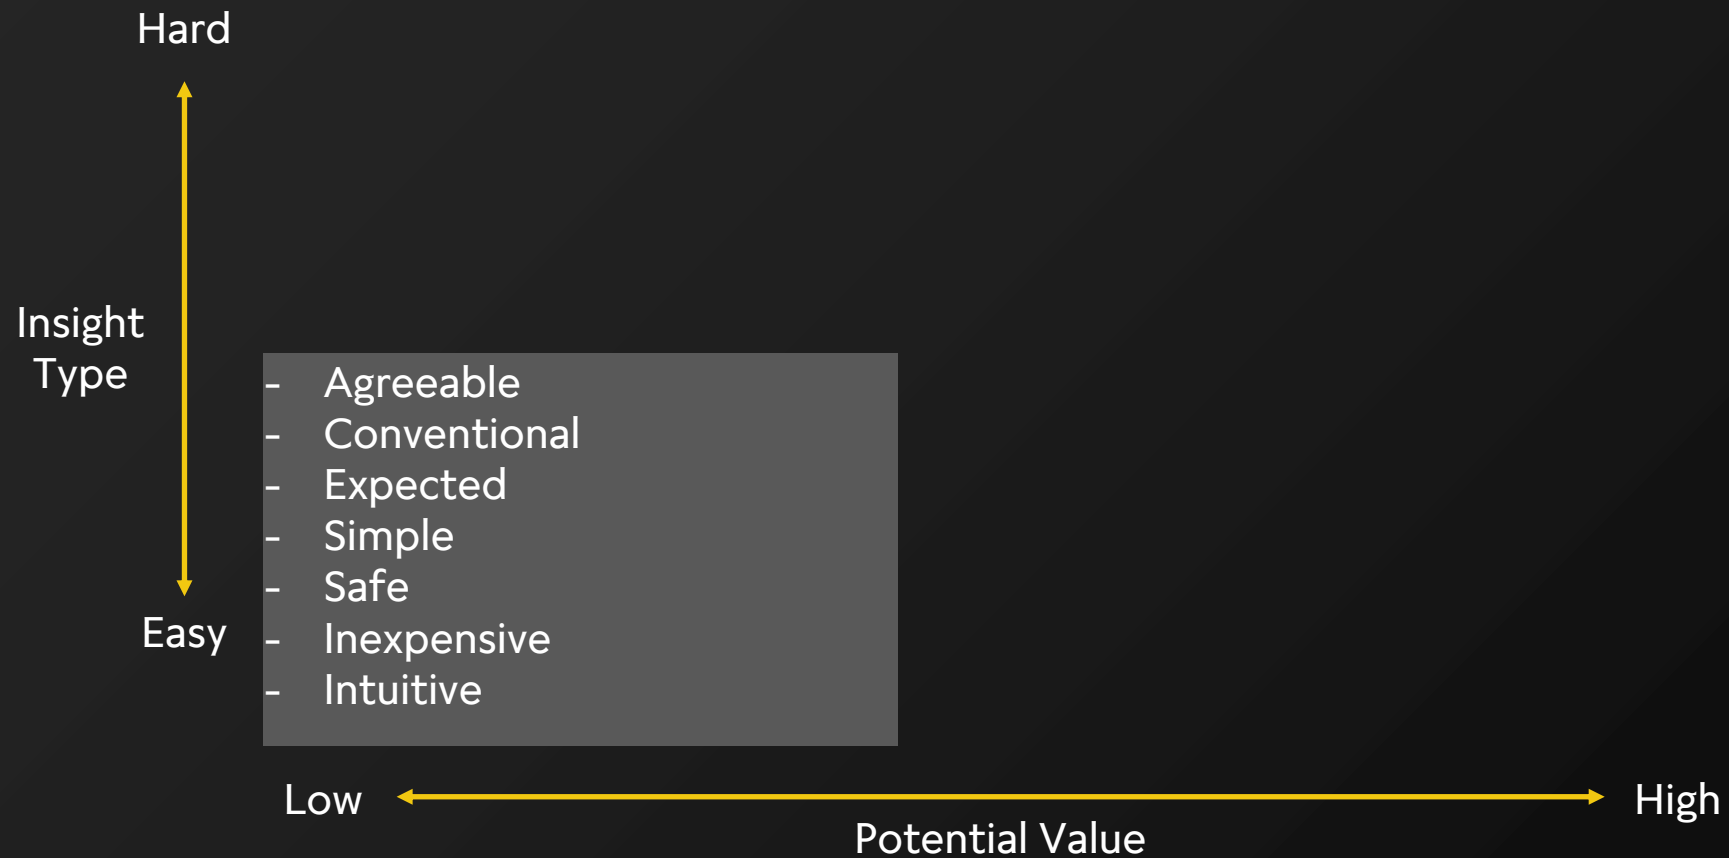 Hard
Insight
Type
- Agreeable
- Conventional
- Expected
- Simple
- Safe
- Inexpensive
- Intuitive
Easy
Low
High
Potential Value